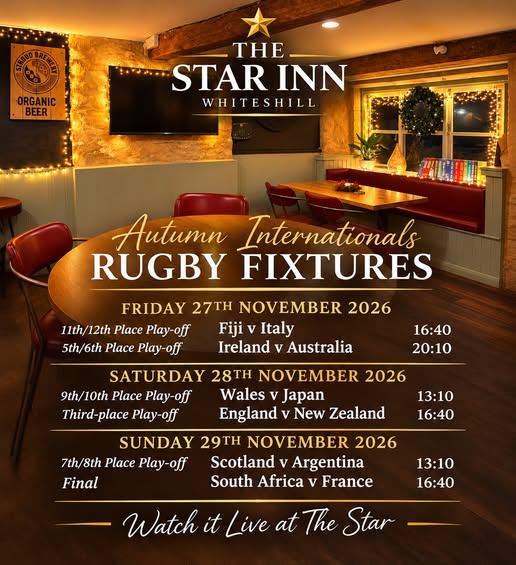 STROUD BREWERY
ORGANIC
BEER
THE
STAR INN
WHITESHILL
Autumn Internationals
RUGBY FIXTURES
FRIDAY 27TH NOVEMBER 2026
11th/12th Place Play-off Fiji v Italy 16:40
5th/6th Place Play-off Ireland v Australia 20:10
SATURDAY 28TH NOVEMBER 2026
9th/10th Place Play-off Wales v Japan 13:10
Third-place Play-off England v New Zealand 16:40
SUNDAY 29TH NOVEMBER 2026
7th/8th Place Play-off Scotland v Argentina 13:10
Final South Africa v France 16:40
Watch it Live at The Star